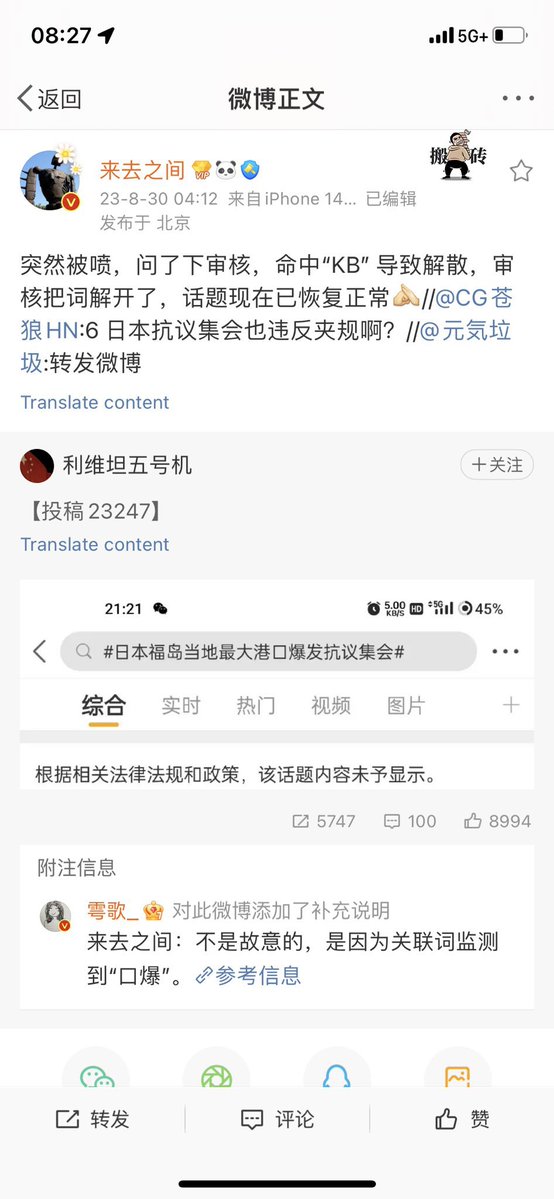 08:27
5G+
返回
微博正文
来去之间
VIP
搬砖
23-8-30 04:12 来自iPhone 14... 已编辑
发布于 北京
突然被喷，问了下审核，命中“KB” 导致解散，审
核把词解开了，话题现在已恢复正常//@CG苍
狼HN:6 日本抗议集会也违反夹规啊？//@元気垃
圾:转发微博
Translate content
利维坦五号机
+关注
【投稿23247】
Translate content
21:21
5.00 KB/S HD 5G 45%
#日本福岛当地最大港口爆发抗议集会#
综合 实时 热门 视频 图片 +
根据相关法律法规和政策，该话题内容未予显示。
5747 100 8994
附注信息
雩歌_ 对此微博添加了补充说明
来去之间：不是故意的，是因为关联词监测
到“口爆”。参考信息
转发 评论 赞